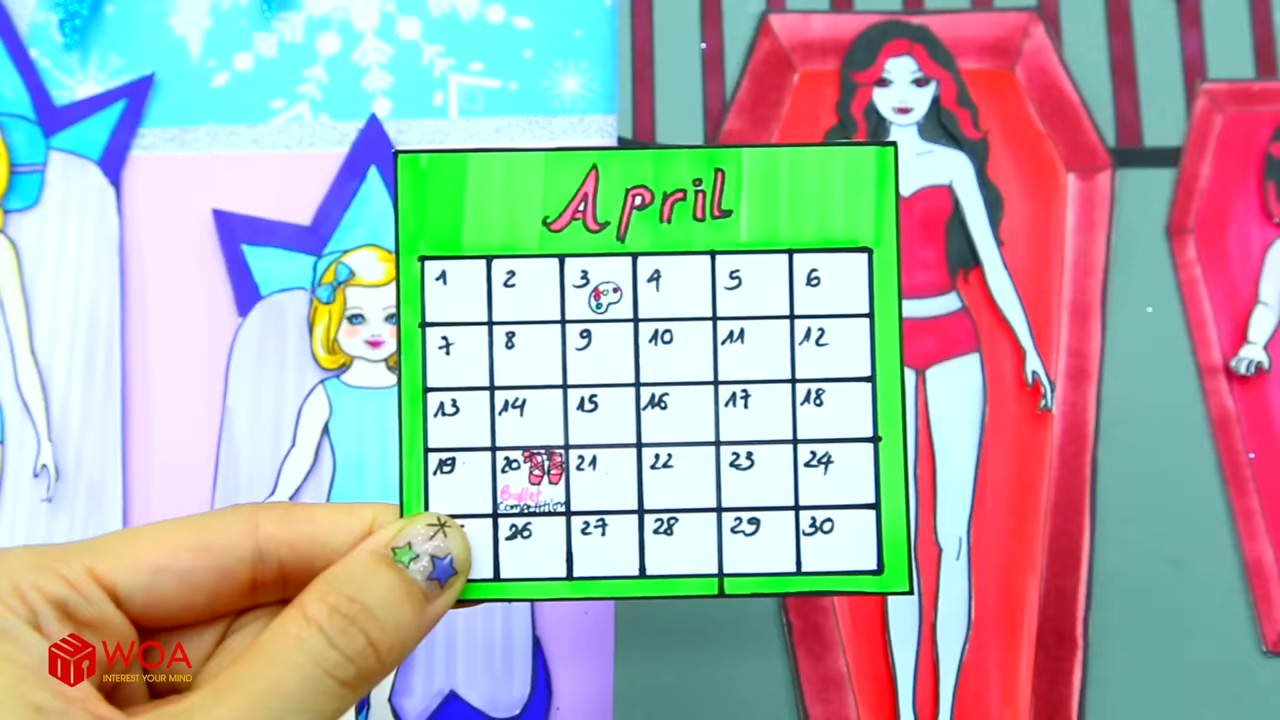 April
1 2 3 4 5 6
7 8 9 10 11 12
13 14 15 16 17 18
19 20 21 22 23 24
Ballet
Competition
26 27 28 29 30
WOA
INTEREST YOUR MIND